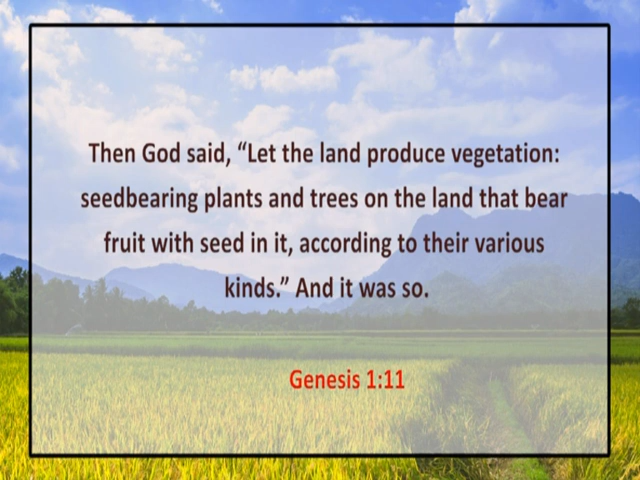 Then God said, “Let the land produce vegetation:
seedbearing plants and trees on the land that bear
fruit with seed in it, according to their various
kinds.” And it was so.
Genesis 1:11